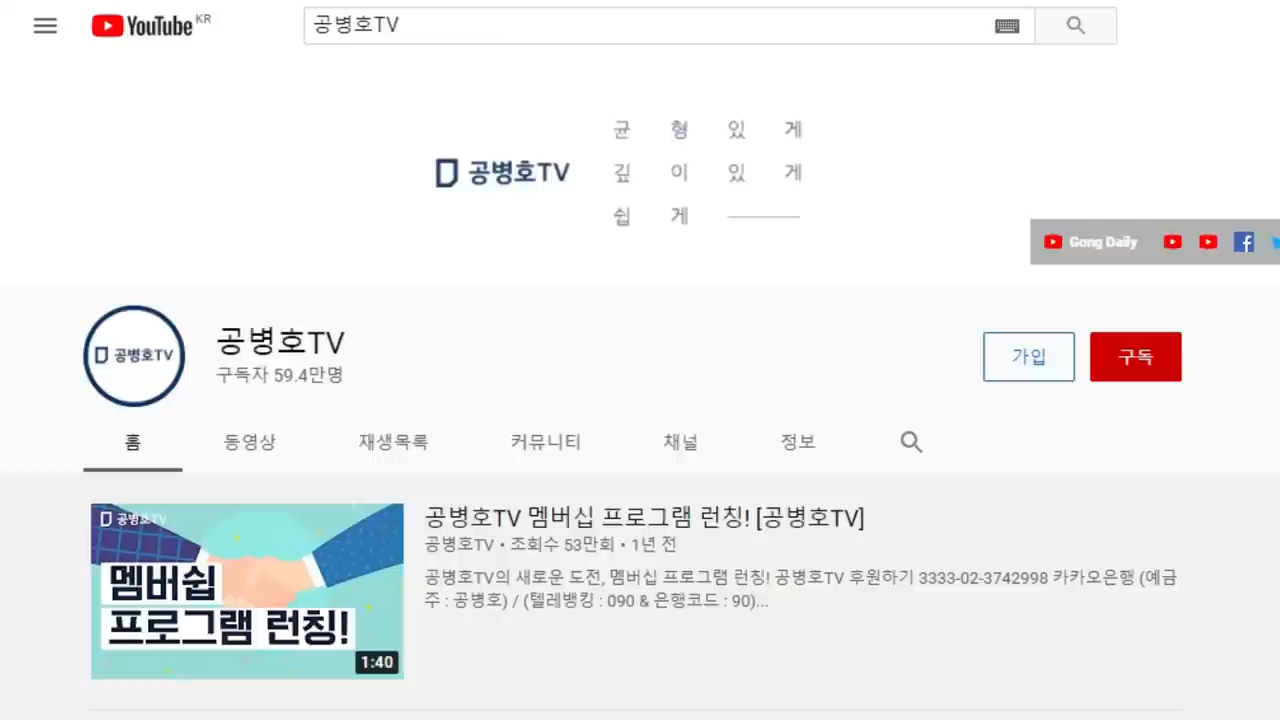 YouTube KR
공병호TV
균 형 있 게
공병호TV
깊 이 있 게
쉽 게
Gong Daily
공병호TV
공병호TV
구독자 59.4만명
가입
구독
홈 동영상 재생목록 커뮤니티 채널 정보
공병호TV
멤버쉽
프로그램 런칭!
1:40
공병호TV 멤버십 프로그램 런칭! [공병호TV]
공병호TV • 조회수 53만회 • 1년 전
공병호TV의 새로운 도전, 멤버십 프로그램 런칭! 공병호TV 후원하기 3333-02-3742998 카카오은행 (예금
주 : 공병호) / (텔레뱅킹 : 090 & 은행코드 : 90)...